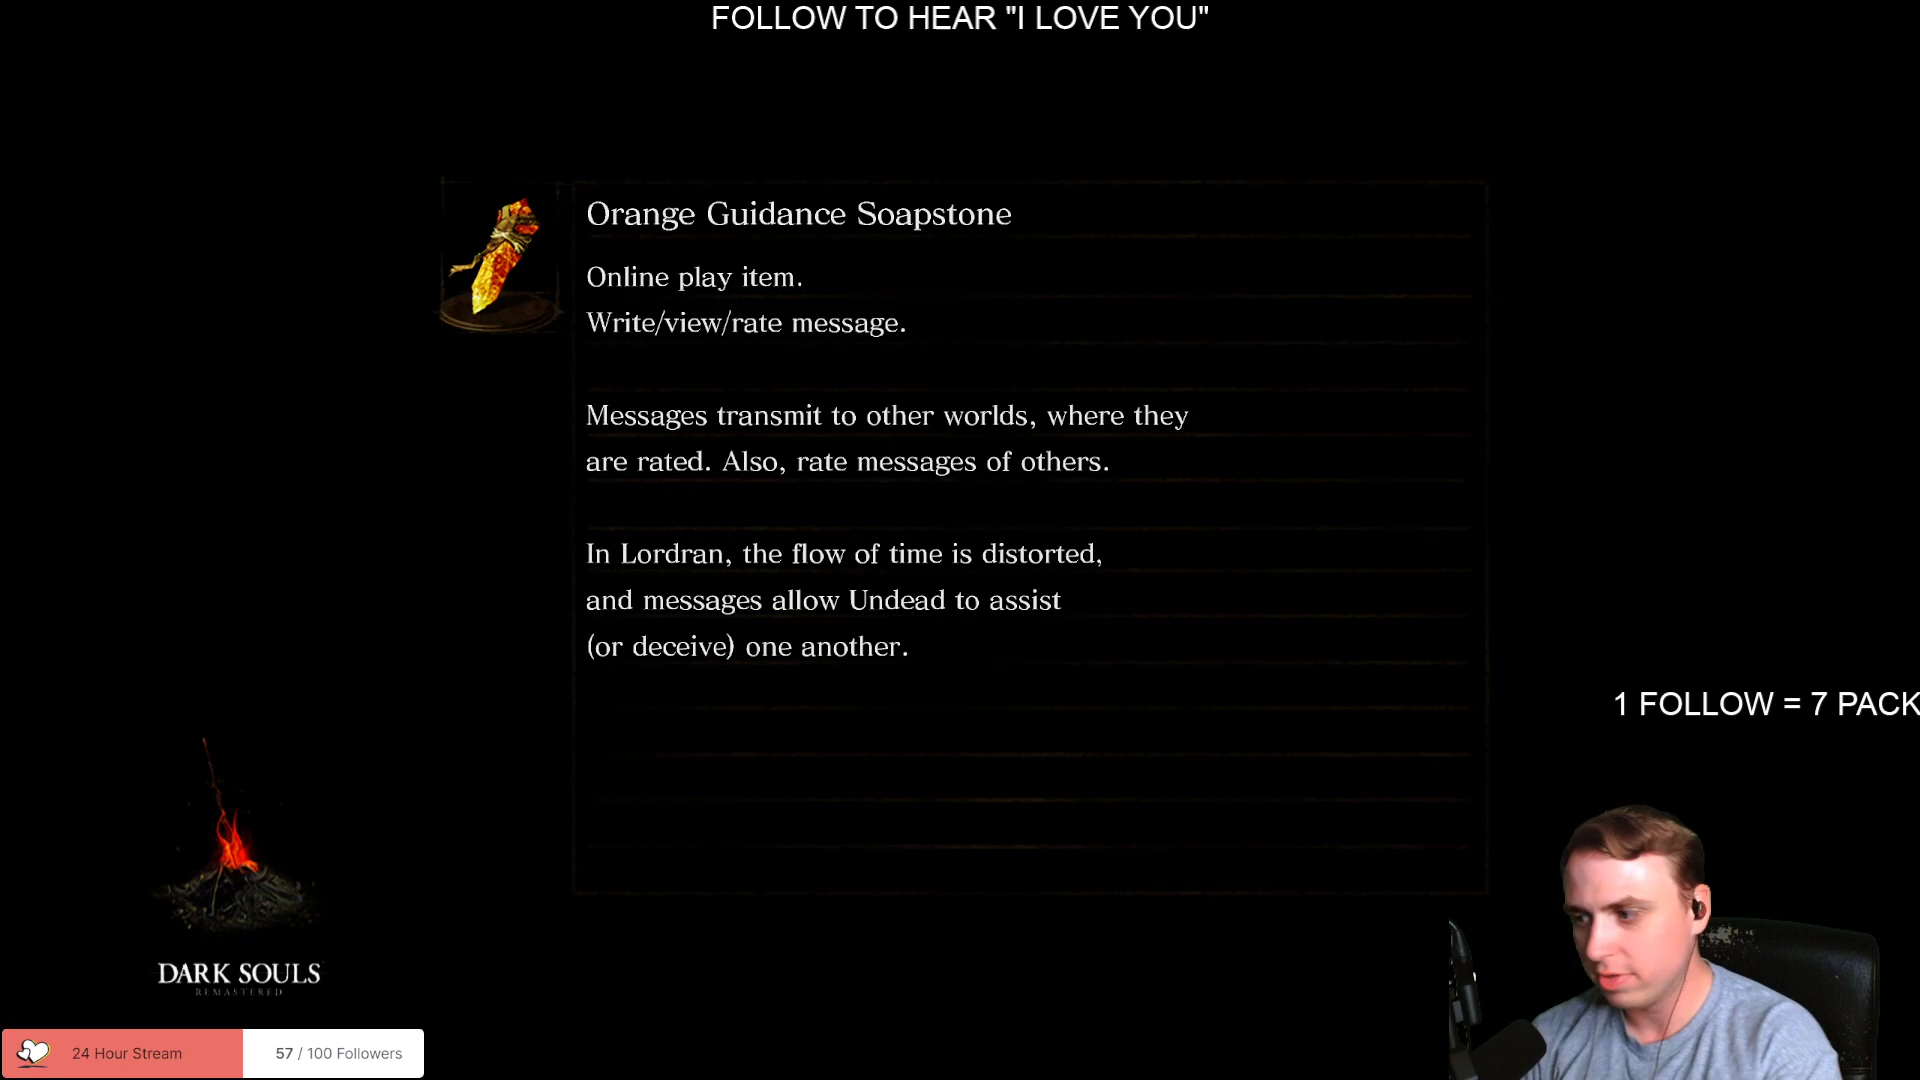 FOLLOW TO HEAR "I LOVE YOU"
Orange Guidance Soapstone
Online play item.
Write/view/rate message.
Messages transmit to other worlds, where they
are rated. Also, rate messages of others.
In Lordran, the flow of time is distorted,
and messages allow Undead to assist
(or deceive) one another.
1 FOLLOW = 7 PACK
DARK SOULS
REMASTERED
24 Hour Stream
57 / 100 Followers